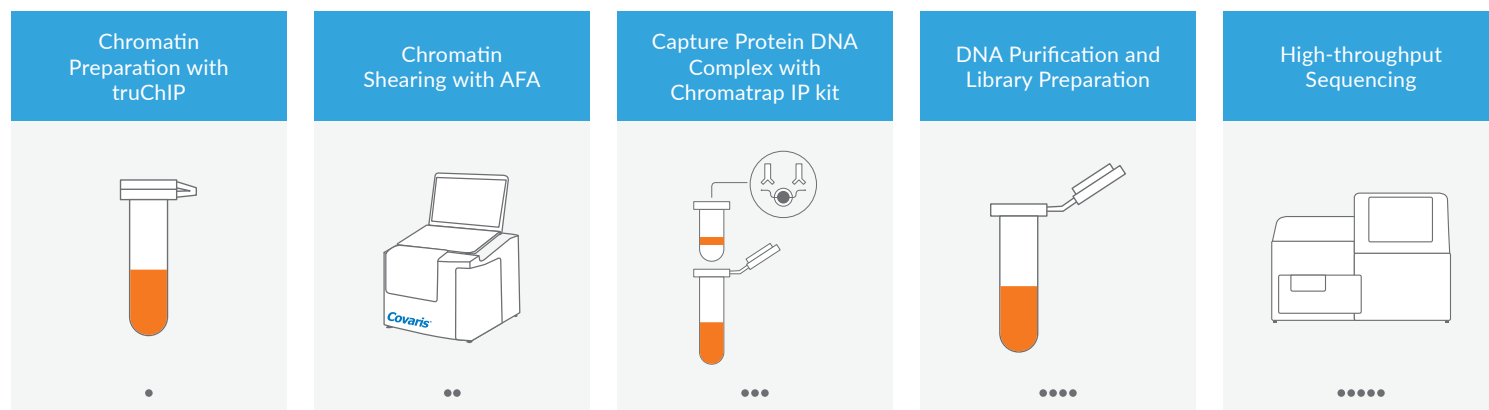 Chromatin
Preparation with
truChIP
Chromatin
Shearing with AFA
Capture Protein DNA
Complex with
Chromatrap IP kit
DNA Purification and
Library Preparation
High-throughput
Sequencing
Covaris